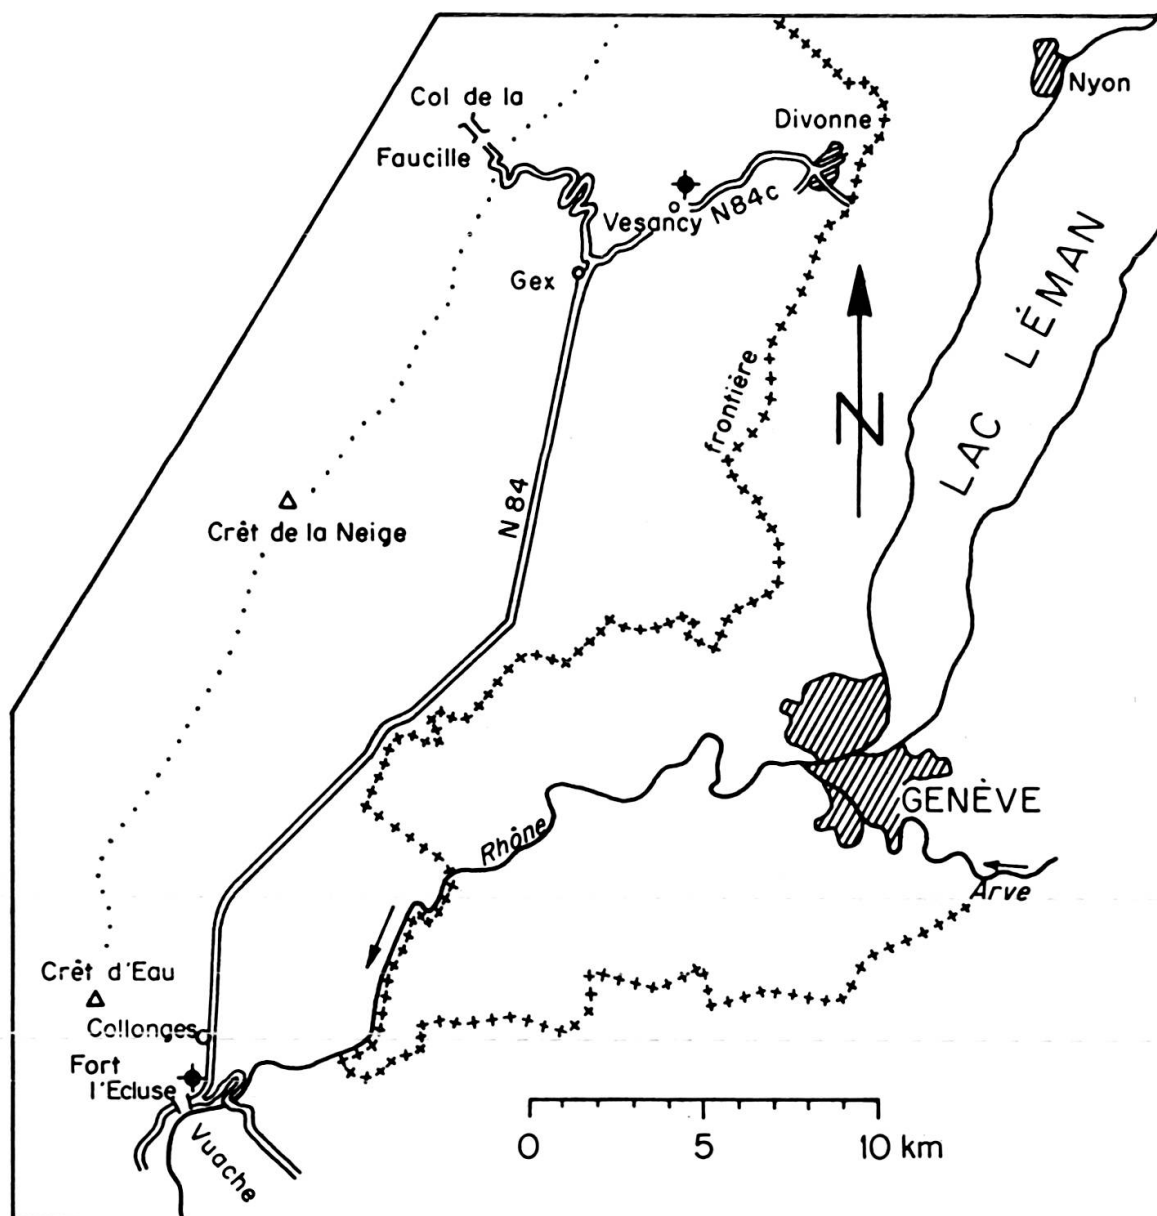 Nyon
Col de la
Faucille
Divonne
Vesancy
N84c
Gex
LAC LÉMAN
frontière
N
N 84
Crêt de la Neige
GENÈVE
Rhône
Arve
Crêt d'Eau
Collonges
Fort
l'Ecluse
Vuache
0 5 10 km